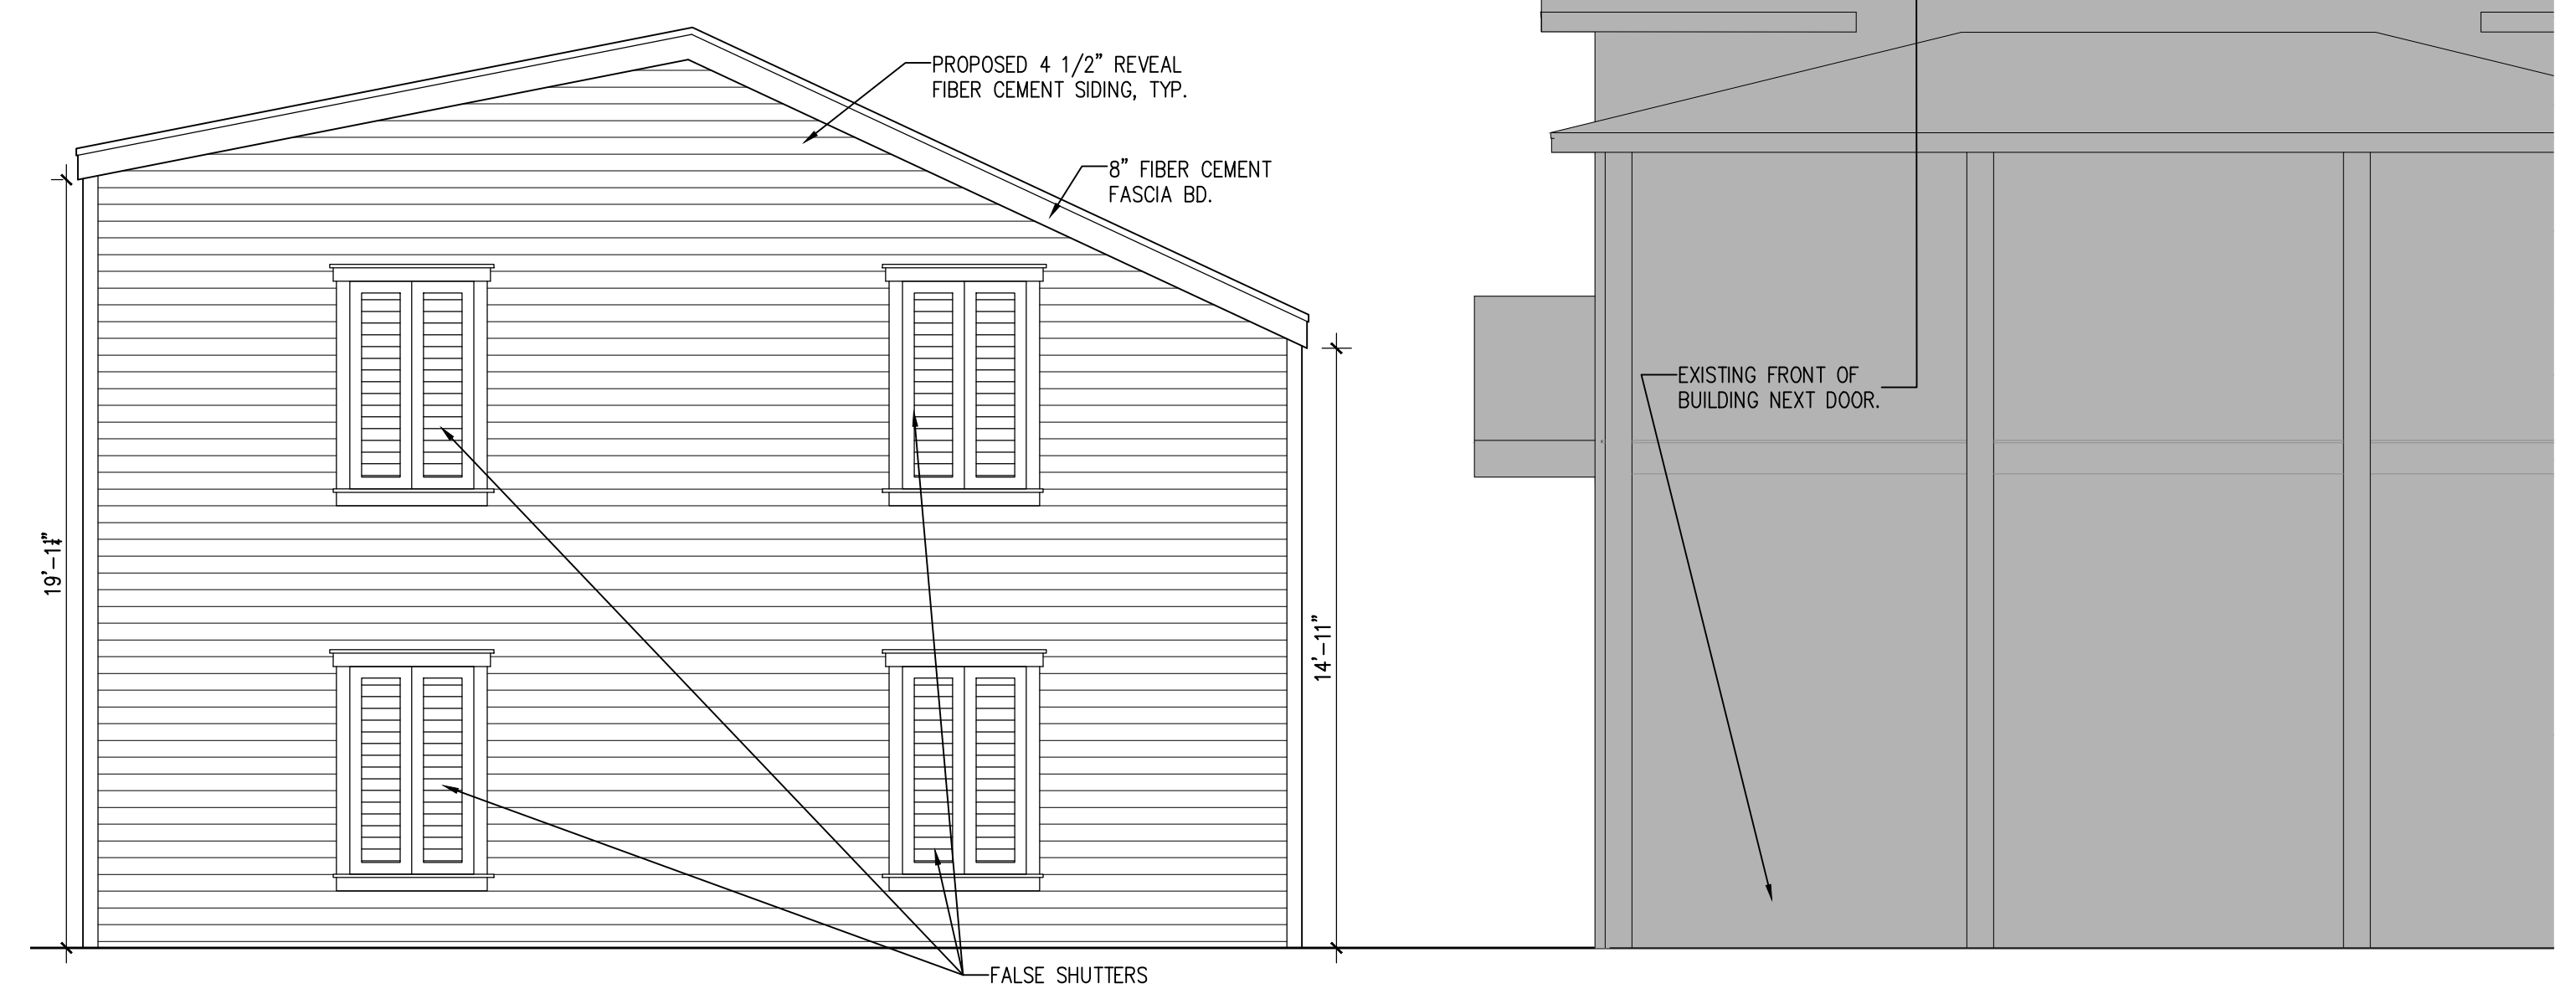 PROPOSED 4 1/2" REVEAL
FIBER CEMENT SIDING, TYP.
8" FIBER CEMENT
FASCIA BD.
EXISTING FRONT OF
BUILDING NEXT DOOR.
19'-1½"
14'-11"
FALSE SHUTTERS